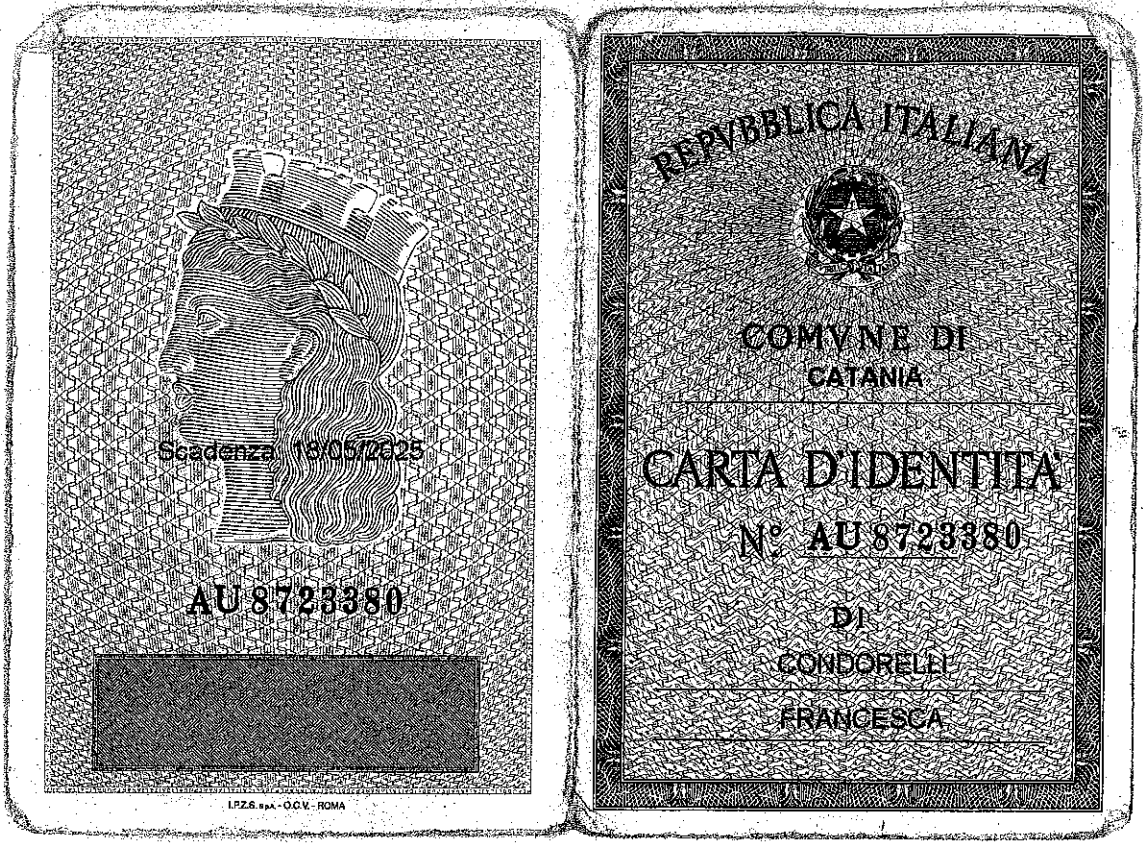 Scadenza 18/05/2025
AU 8723380
I.P.Z.S. S.p.A. - O.C.V. - ROMA
REPVBBLICA ITALIANA
COMVNE DI
CATANIA
CARTA D'IDENTITA'
N° AU 8723380
DI
CONDORELLI
FRANCESCA